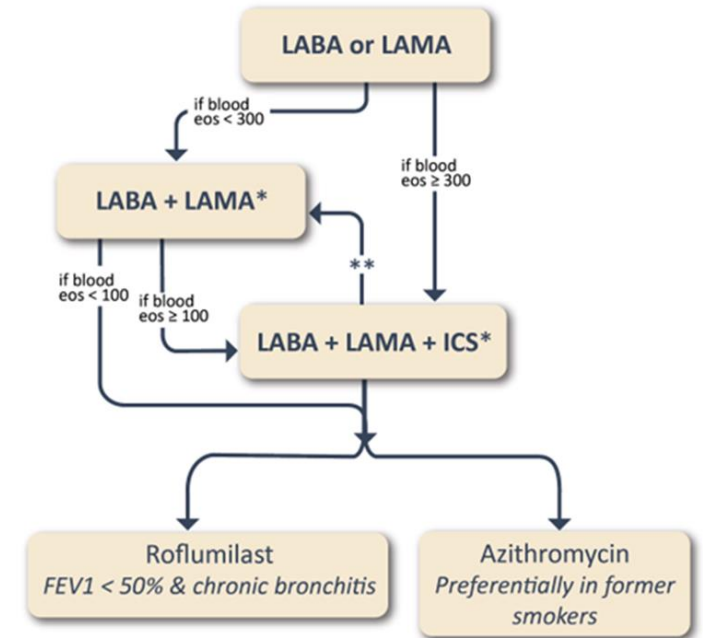 LABA or LAMA
if blood
eos < 300
if blood
eos ≥ 300
LABA + LAMA*
**
if blood
eos < 100
if blood
eos ≥ 100
LABA + LAMA + ICS*
Roflumilast
FEV1 < 50% & chronic bronchitis
Azithromycin
Preferentially in former
smokers